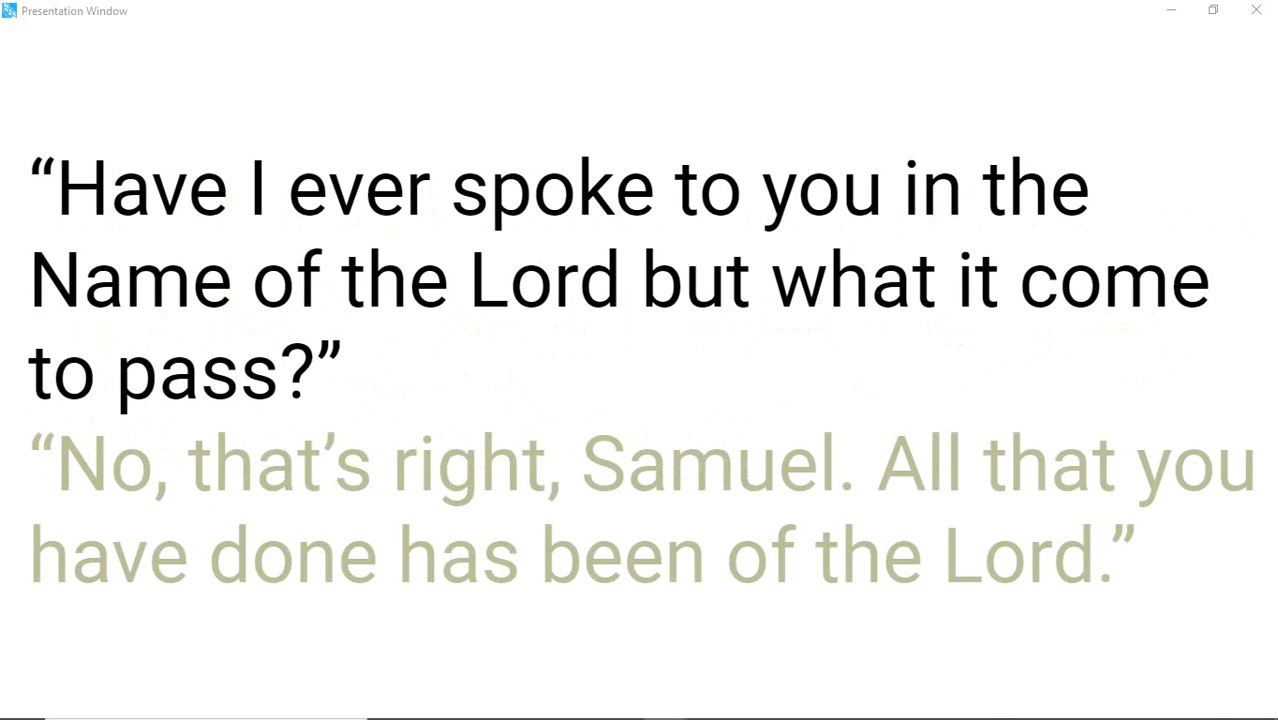 Presentation Window
“Have I ever spoke to you in the
Name of the Lord but what it come
to pass?”
“No, that’s right, Samuel. All that you
have done has been of the Lord.”